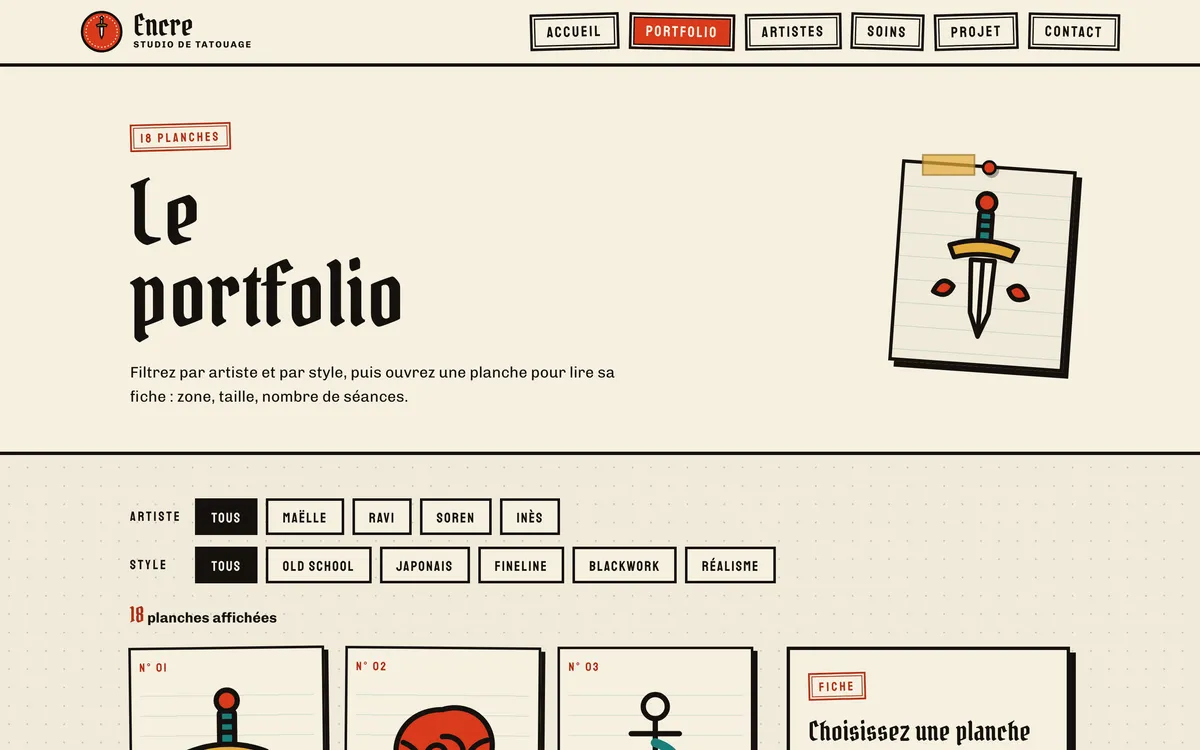 Encre
STUDIO DE TATOUAGE
ACCUEIL
PORTFOLIO
ARTISTES
SOINS
PROJET
CONTACT
18 PLANCHES
le
portfolio
Filtrez par artiste et par style, puis ouvrez une planche pour lire sa
fiche : zone, taille, nombre de séances.
ARTISTE
TOUS
MAËLLE
RAVI
SOREN
INÈS
STYLE
TOUS
OLD SCHOOL
JAPONAIS
FINELINE
BLACKWORK
RÉALISME
18 planches affichées
N° 01
N° 02
N° 03
FICHE
Choisissez une planche